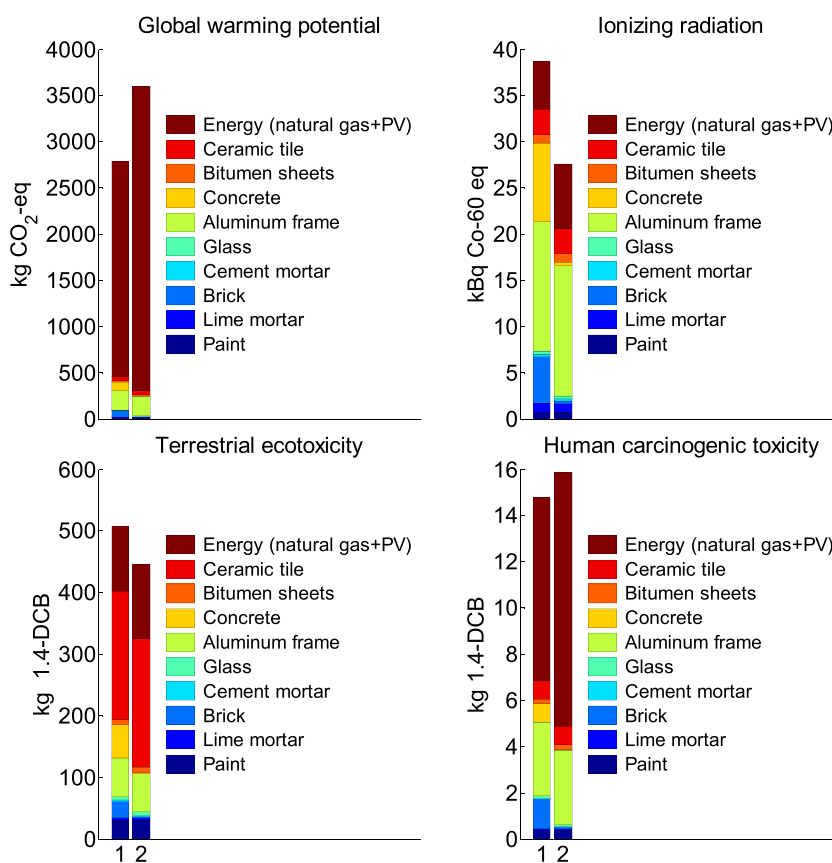 Global warming potential
4000
3500
3000
2500
2000
1500
1000
500
0
kg CO2-eq
Energy (natural gas+PV)
Ceramic tile
Bitumen sheets
Concrete
Aluminum frame
Glass
Cement mortar
Brick
Lime mortar
Paint
Ionizing radiation
40
35
30
25
20
15
10
5
0
kBq Co-60 eq
Energy (natural gas+PV)
Ceramic tile
Bitumen sheets
Concrete
Aluminum frame
Glass
Cement mortar
Brick
Lime mortar
Paint
Terrestrial ecotoxicity
600
500
400
300
200
100
0
kg 1.4-DCB
Energy (natural gas+PV)
Ceramic tile
Bitumen sheets
Concrete
Aluminum frame
Glass
Cement mortar
Brick
Lime mortar
Paint
1 2
Human carcinogenic toxicity
16
14
12
10
8
6
4
2
0
kg 1.4-DCB
Energy (natural gas+PV)
Ceramic tile
Bitumen sheets
Concrete
Aluminum frame
Glass
Cement mortar
Brick
Lime mortar
Paint
1 2